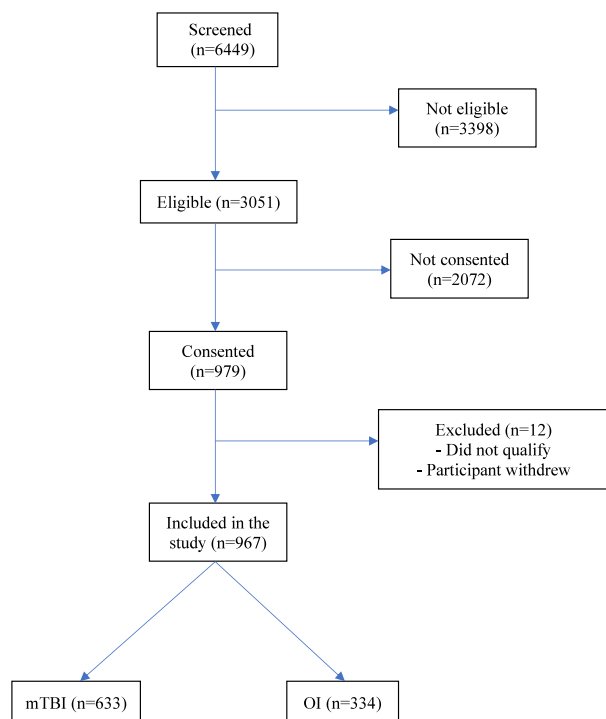 Screened
(n=6449)
Not eligible
(n=3398)
Eligible (n=3051)
Not consented
(n=2072)
Consented
(n=979)
Excluded (n=12)
- Did not qualify
- Participant withdrew
Included in the
study (n=967)
mTBI (n=633)
OI (n=334)